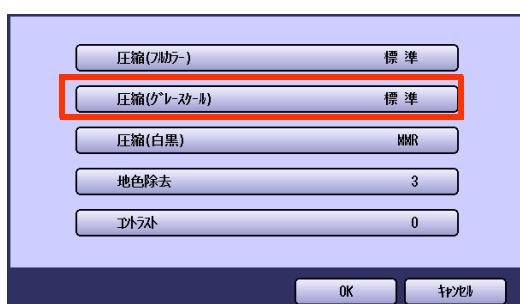 圧縮(ﾌﾙｶﾗｰ) 標 準
圧縮(ｸﾞﾚｰｽｹｰﾙ) 標 準
圧縮(白黒) MMR
地色除去 3
ｺﾝﾄﾗｽﾄ 0
OK ｷｬﾝｾﾙ